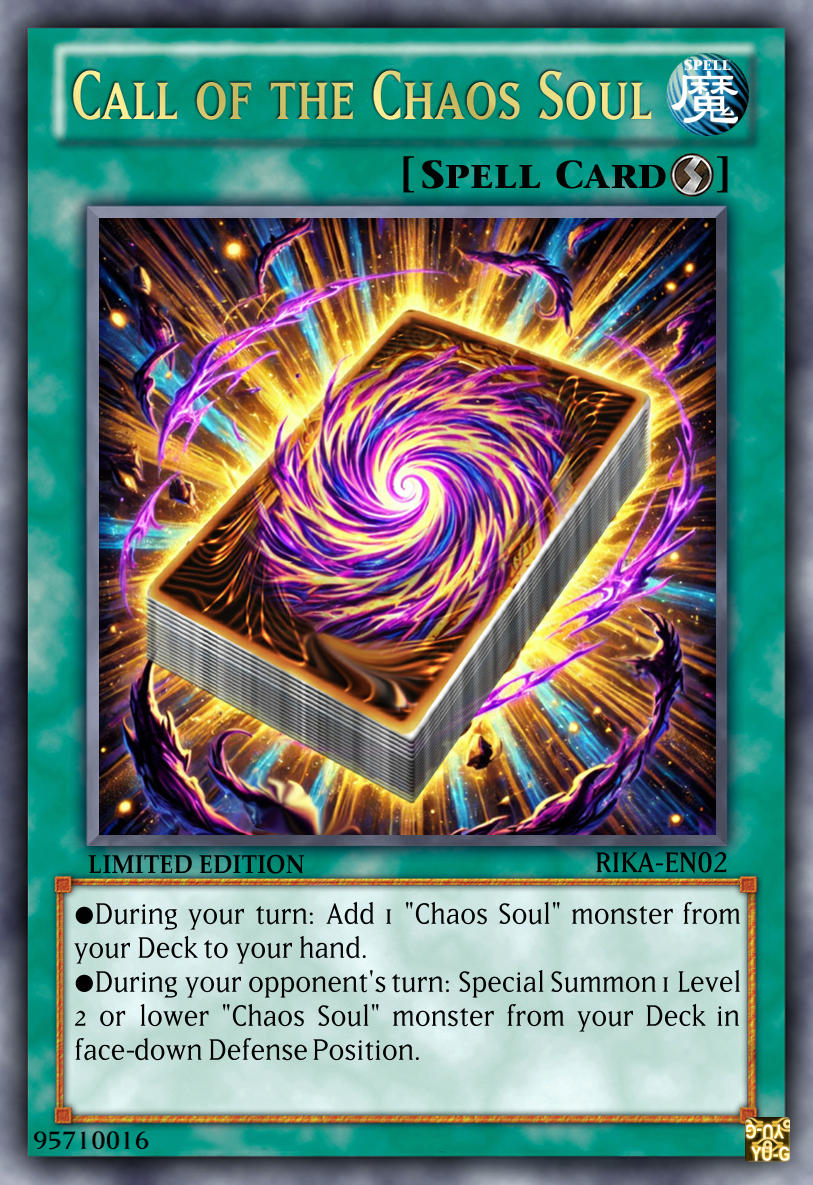 CALL OF THE CHAOS SOUL
SPELL
魔
[SPELL CARD]
LIMITED EDITION
RIKA-EN02
●During your turn: Add 1 "Chaos Soul" monster from
your Deck to your hand.
●During your opponent's turn: Special Summon 1 Level
2 or lower "Chaos Soul" monster from your Deck in
face-down Defense Position.
95710016
YU-G